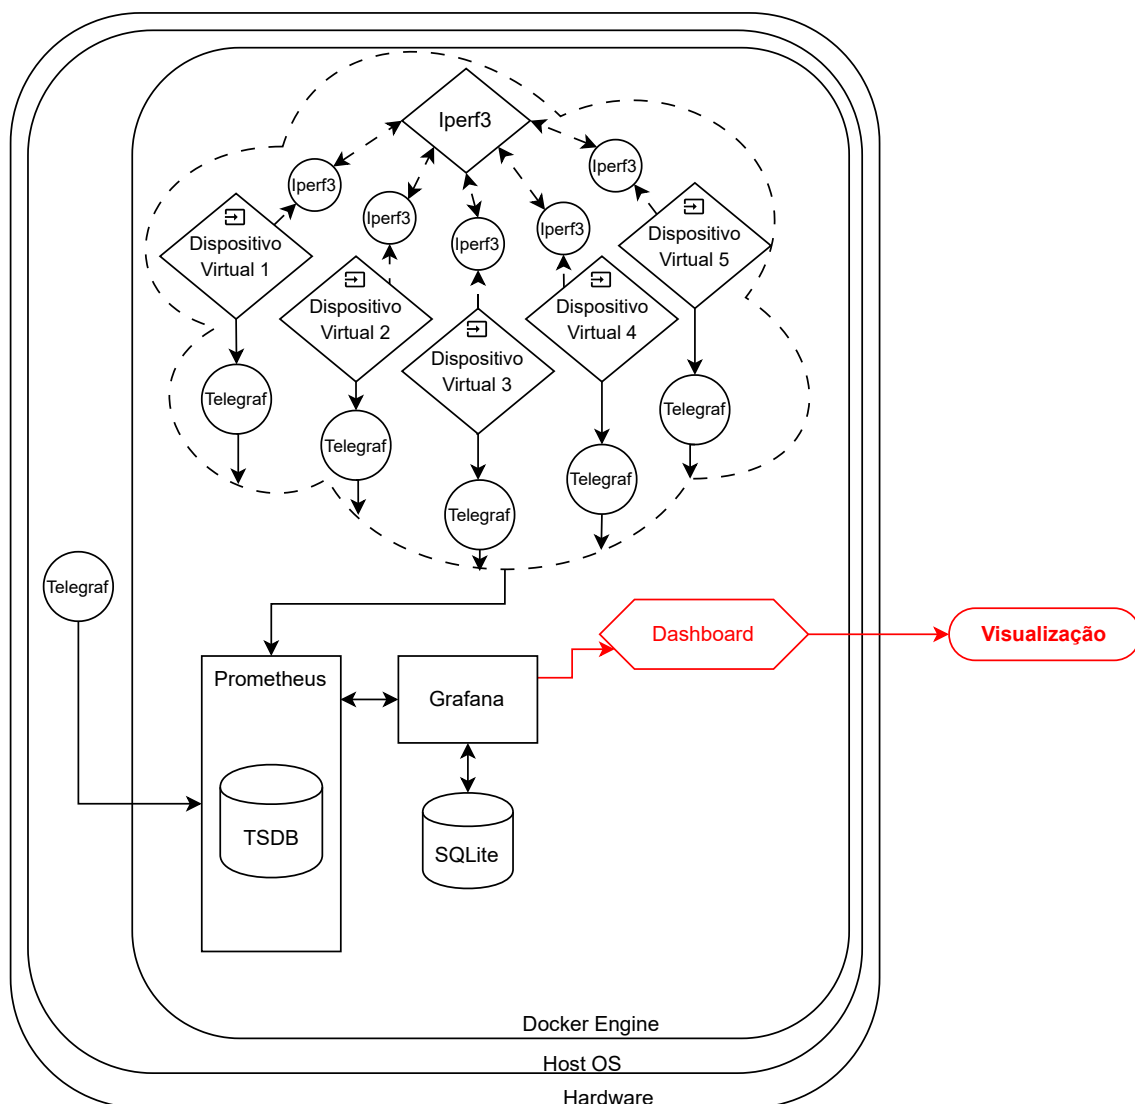 Iperf3
Iperf3
Iperf3
Iperf3
Iperf3
Iperf3
Dispositivo
Virtual 1
Dispositivo
Virtual 2
Dispositivo
Virtual 3
Dispositivo
Virtual 4
Dispositivo
Virtual 5
Telegraf
Telegraf
Telegraf
Telegraf
Telegraf
Telegraf
Prometheus
TSDB
Grafana
SQLite
Dashboard
Visualização
Docker Engine
Host OS
Hardware